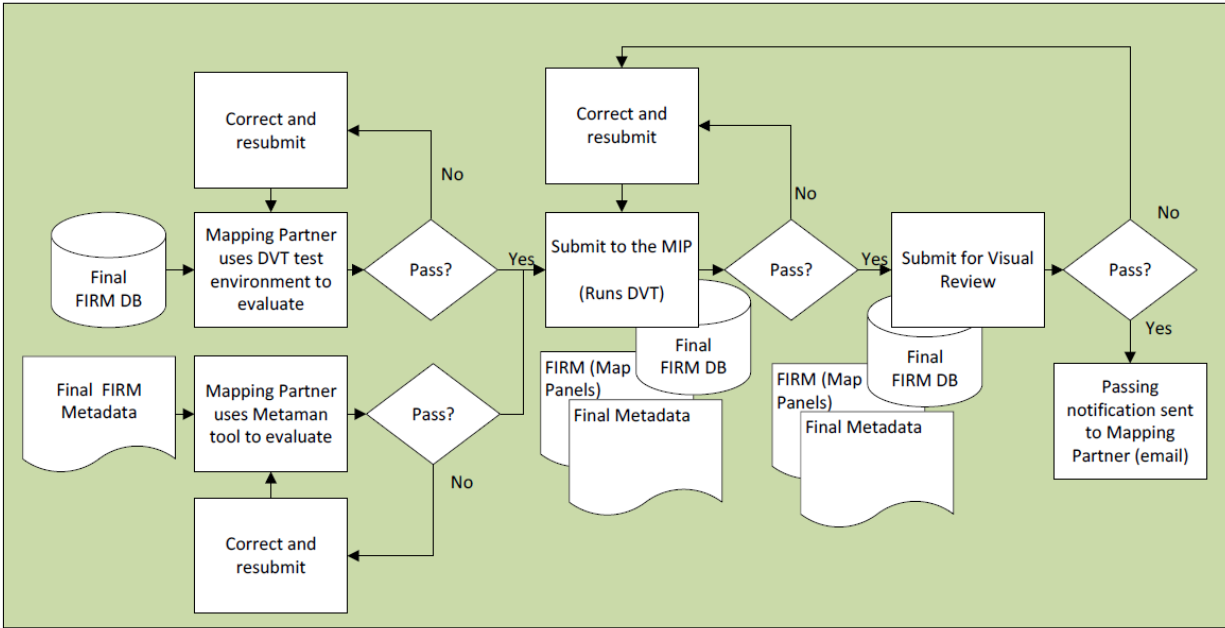 Correct and
resubmit
No
Final
FIRM DB
Mapping Partner
uses DVT test
environment to
evaluate
Pass?
Yes
Final  FIRM
Metadata
Mapping Partner
uses Metaman
tool to evaluate
Pass?
No
Correct and
resubmit
Correct and
resubmit
No
Submit to the MIP
(Runs DVT)
Pass?
Yes
Final
FIRM DB
FIRM (Map
Panels)
Final Metadata
Submit for Visual
Review
Final
FIRM DB
FIRM (Map
Panels)
Final Metadata
Pass?
No
Yes
Passing
notification sent
to Mapping
Partner (email)